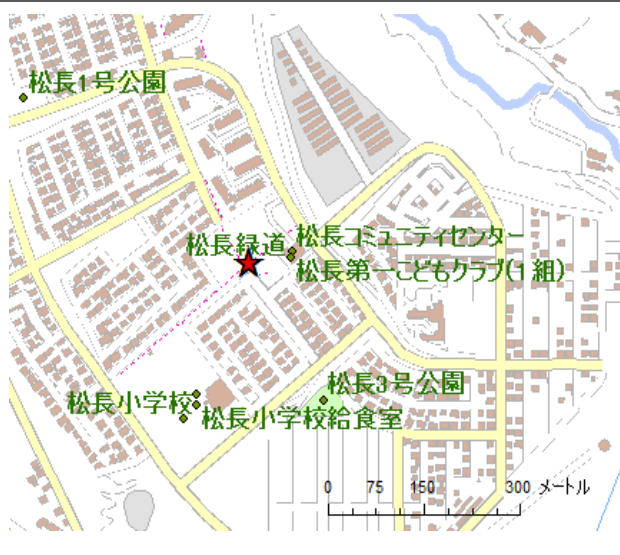 松長1号公園
松長緑道
松長コミュニティセンター
松長第一こどもクラブ(1組)
松長3号公園
松長小学校
松長小学校給食室
0 75 150 300 メートル